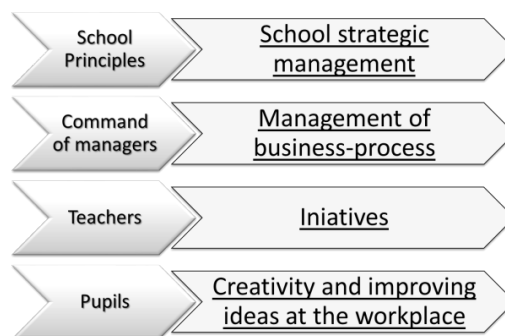 School
Principles
School strategic
management
Command
of managers
Management of
business-process
Teachers
Iniatives
Pupils
Creativity and improving
ideas at the workplace